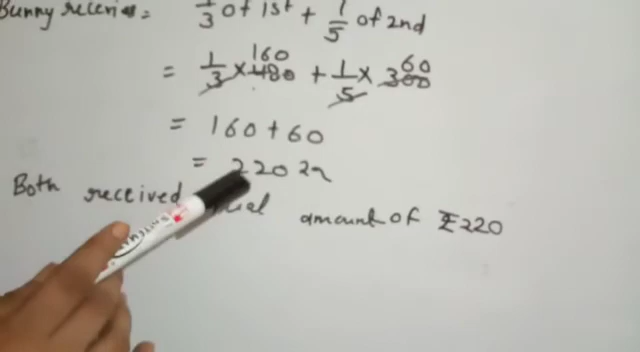 Bunny receives = 1/3 of 1st + 1/5 of 2nd
= 1/3 × 480 160 + 1/5 × 300 60
= 160 + 60
= 220
Both received amount of ₹220